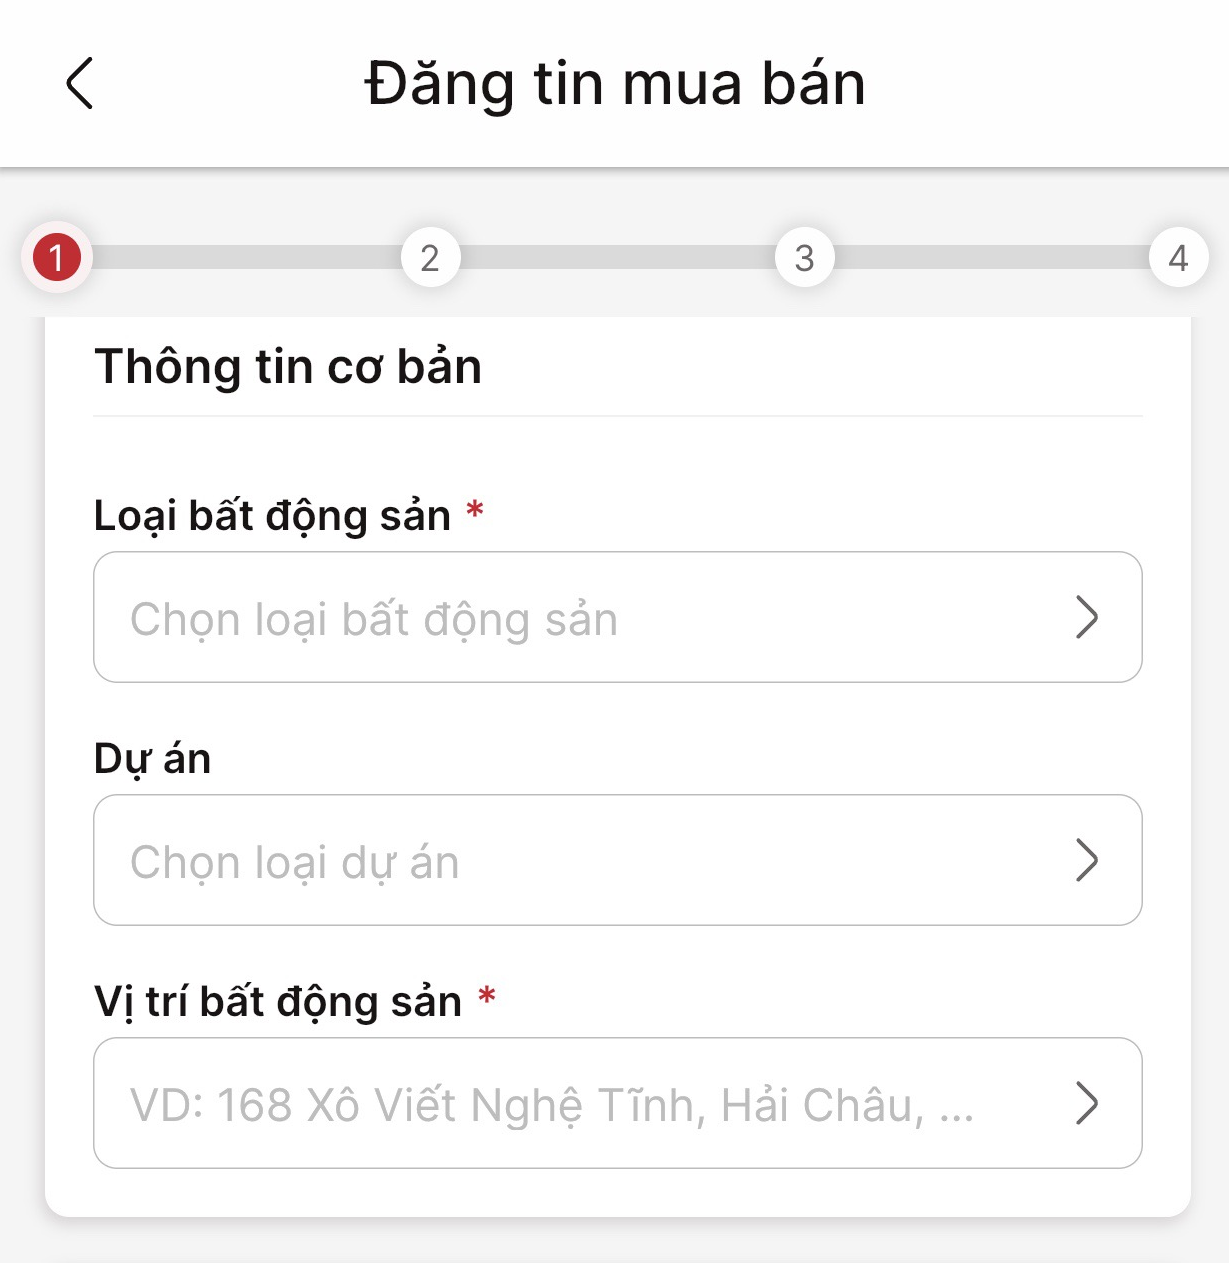 Đăng tin mua bán
1 2 3 4
Thông tin cơ bản
Loại bất động sản *
Chọn loại bất động sản
Dự án
Chọn loại dự án
Vị trí bất động sản *
VD: 168 Xô Viết Nghệ Tĩnh, Hải Châu, ...